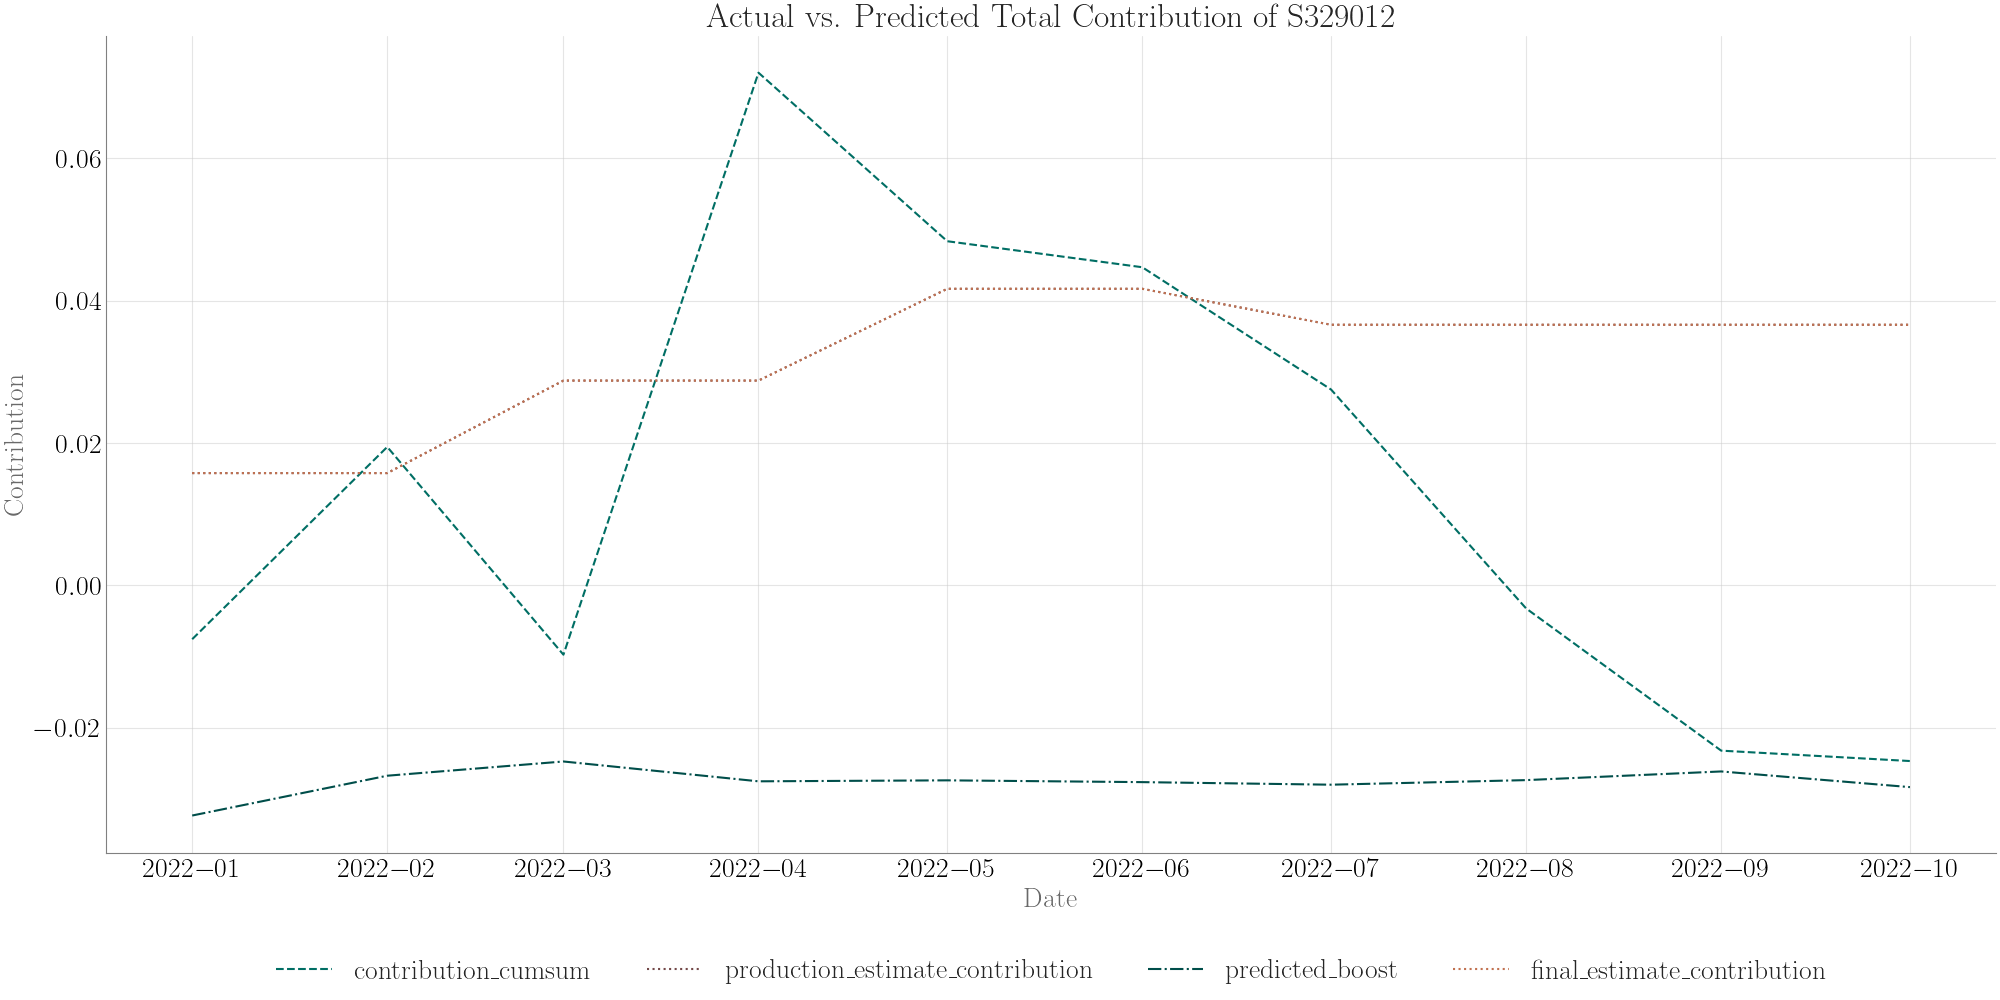 Actual vs. Predicted Total Contribution of S329012
Contribution
0.06
0.04
0.02
0.00
−0.02
2022−01 2022−02 2022−03 2022−04 2022−05 2022−06 2022−07 2022−08 2022−09 2022−10
Date
contribution_cumsum production_estimate_contribution predicted_boost final_estimate_contribution